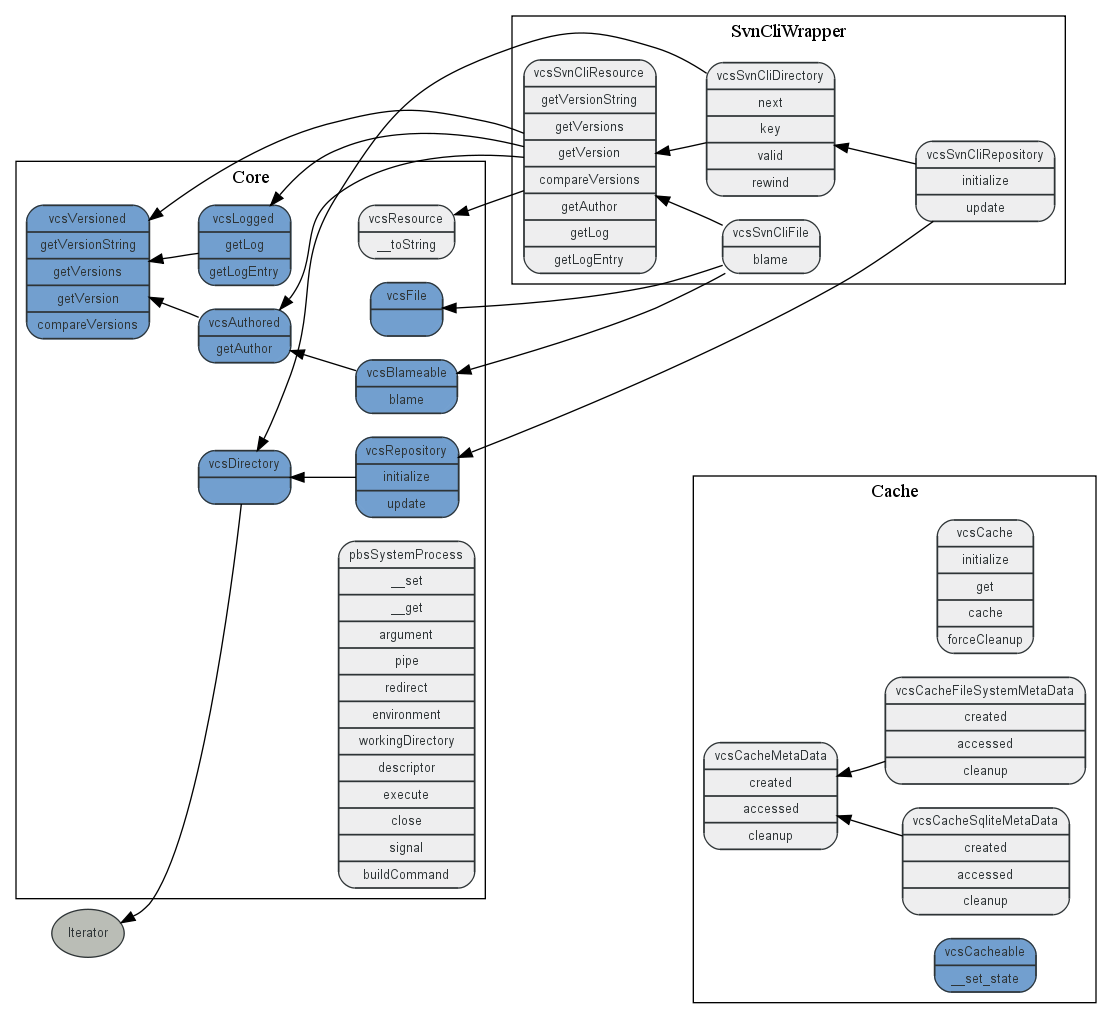 SvnCliWrapper
vcsSvnCliResource
getVersionString
getVersions
getVersion
compareVersions
getAuthor
getLog
getLogEntry
vcsSvnCliDirectory
next
key
valid
rewind
vcsSvnCliRepository
initialize
update
vcsSvnCliFile
blame
Core
vcsVersioned
getVersionString
getVersions
getVersion
compareVersions
vcsLogged
getLog
getLogEntry
vcsAuthored
getAuthor
vcsResource
__toString
vcsFile
vcsBlameable
blame
vcsDirectory
vcsRepository
initialize
update
pbsSystemProcess
__set
__get
argument
pipe
redirect
environment
workingDirectory
descriptor
execute
close
signal
buildCommand
Iterator
Cache
vcsCache
initialize
get
cache
forceCleanup
vcsCacheFileSystemMetaData
created
accessed
cleanup
vcsCacheMetaData
created
accessed
cleanup
vcsCacheSqliteMetaData
created
accessed
cleanup
vcsCacheable
__set_state